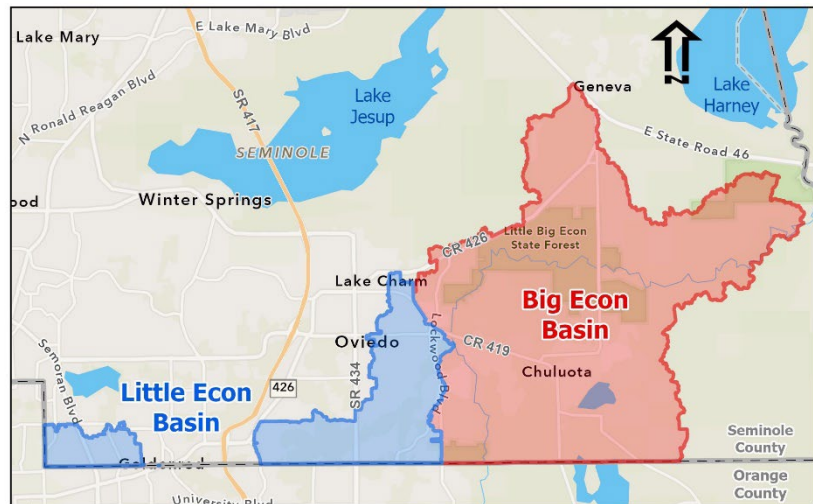 E Lake Mary Blvd
Lake Mary
N Ronald Reagan Blvd
SR 417
Lake
Jesup
N
Geneva
Lake
Harney
E State Road 46
SEMINOLE
ood
Winter Springs
CR 426
Little Big Econ
State Forest
Lake Charm
Big Econ
Basin
Lockwood Blvd
CR 419
Oviedo
Chuluota
Semoran Blvd
Little Econ
Basin
426
SR 434
Seminole
County
Goldenrod
Orange
County
University Blvd